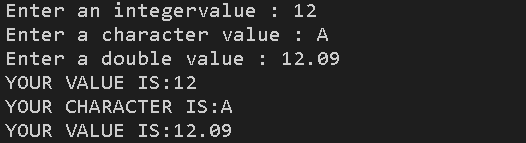 Enter an integervalue : 12
Enter a character value : A
Enter a double value : 12.09
YOUR VALUE IS:12
YOUR CHARACTER IS:A
YOUR VALUE IS:12.09